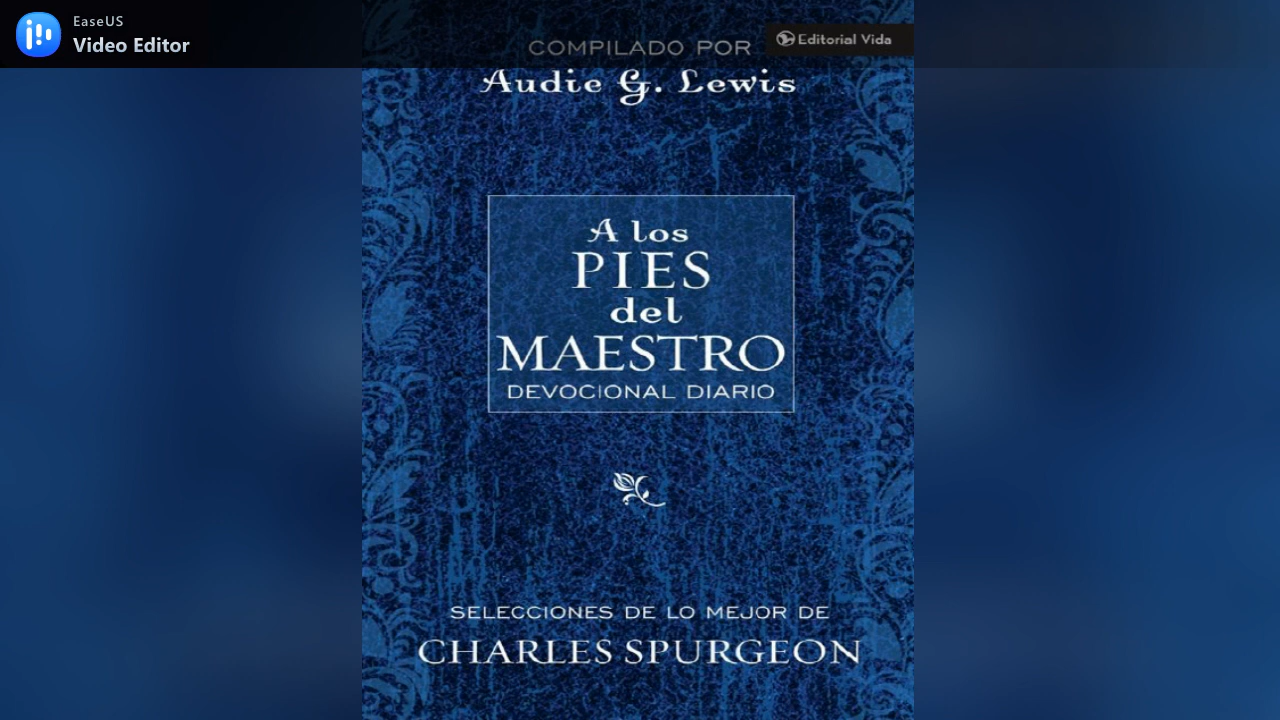 EaseUS
Video Editor
COMPILADO POR
Editorial Vida
Audie G. Lewis
A los
PIES
del
MAESTRO
DEVOCIONAL DIARIO
SELECCIONES DE LO MEJOR DE
CHARLES SPURGEON